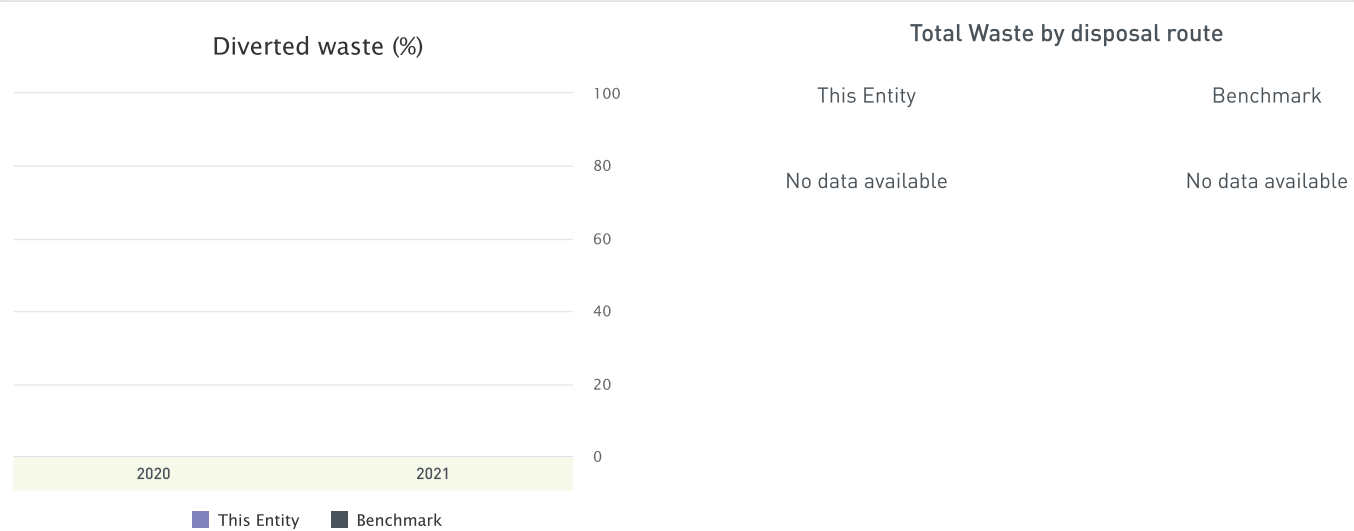 Diverted waste (%)
100
80
60
40
20
0
2020 2021
This Entity Benchmark
Total Waste by disposal route
This Entity Benchmark
No data available No data available